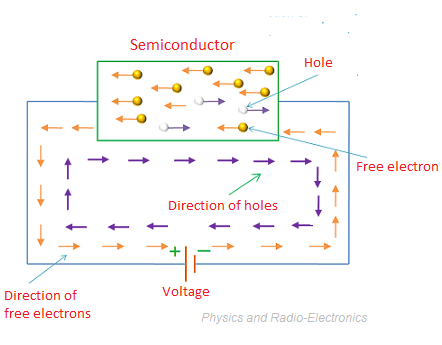 Semiconductor
Hole
Free electron
Direction of holes
+ −
Voltage
Direction of
free electrons
Physics and Radio-Electronics